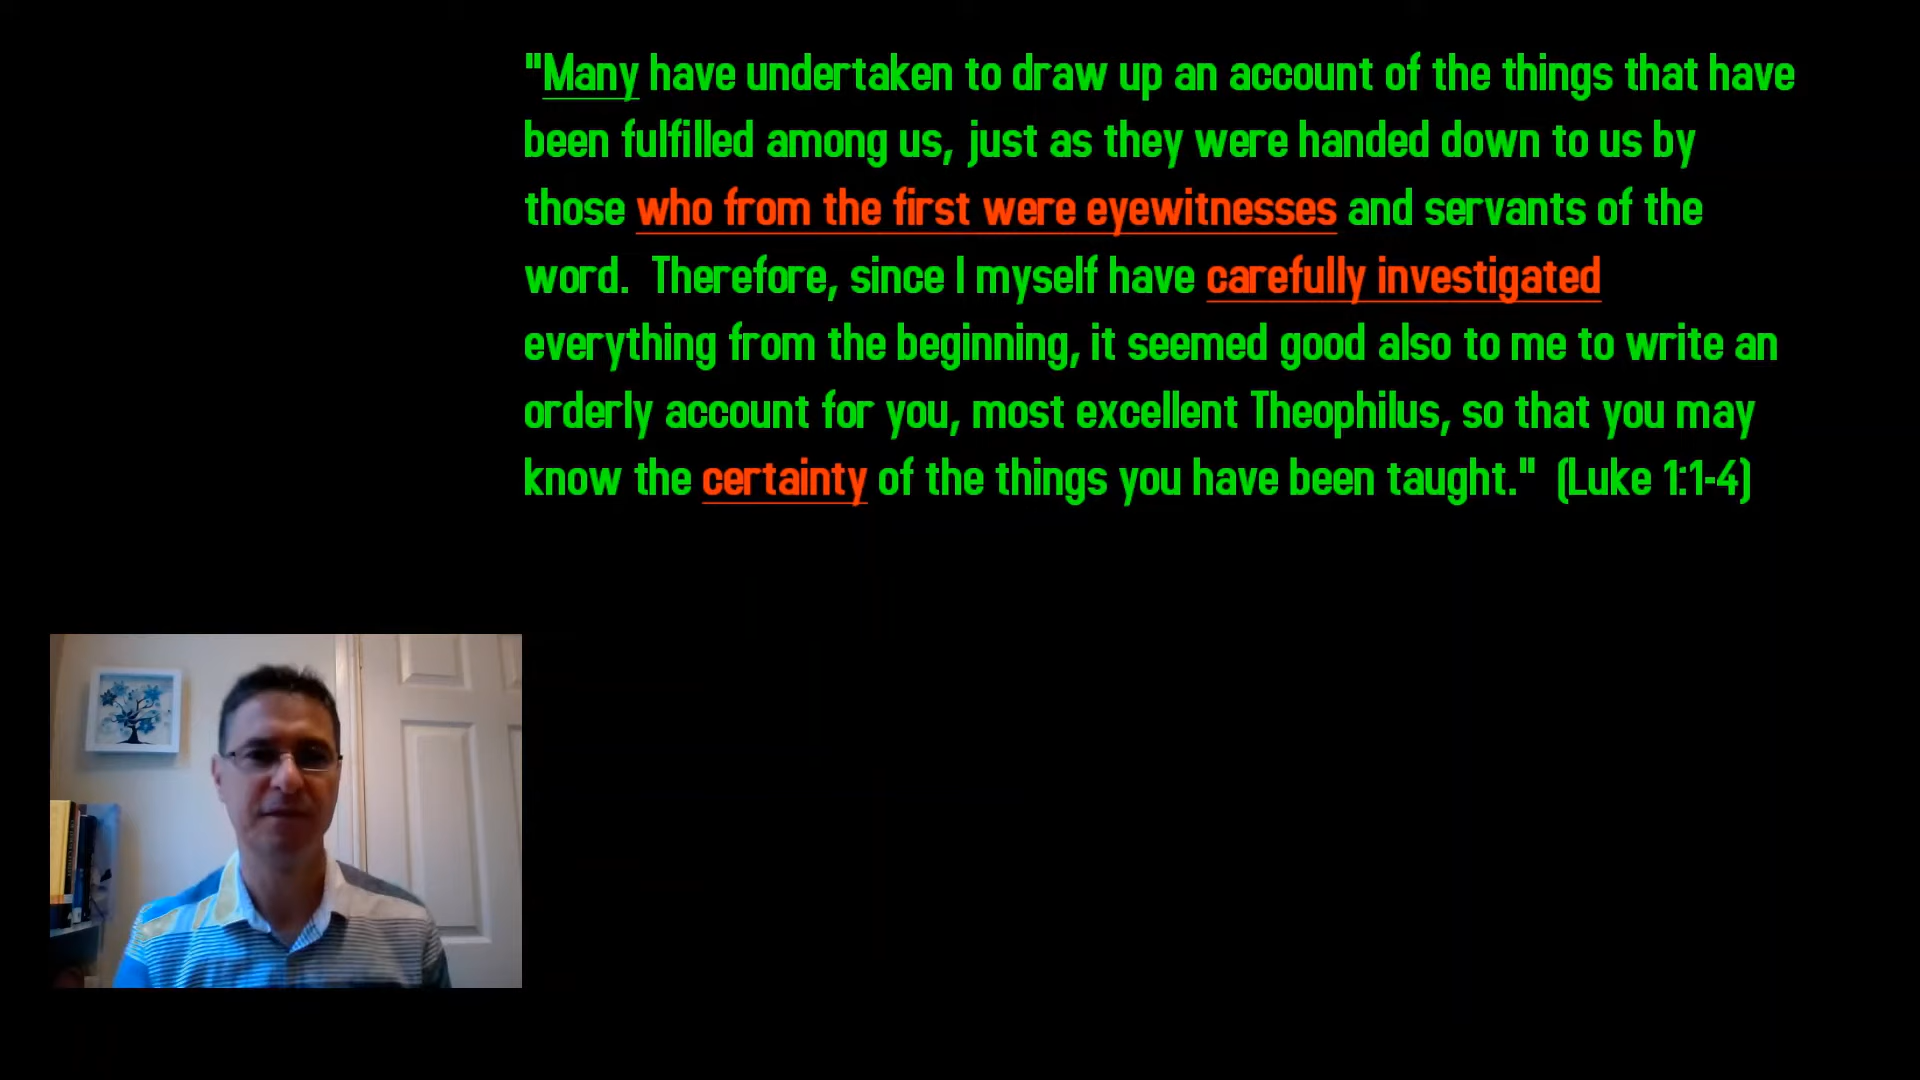 "Many have undertaken to draw up an account of the things that have
been fulfilled among us, just as they were handed down to us by
those who from the first were eyewitnesses and servants of the
word.  Therefore, since I myself have carefully investigated
everything from the beginning, it seemed good also to me to write an
orderly account for you, most excellent Theophilus, so that you may
know the certainty of the things you have been taught."  (Luke 1:1-4)